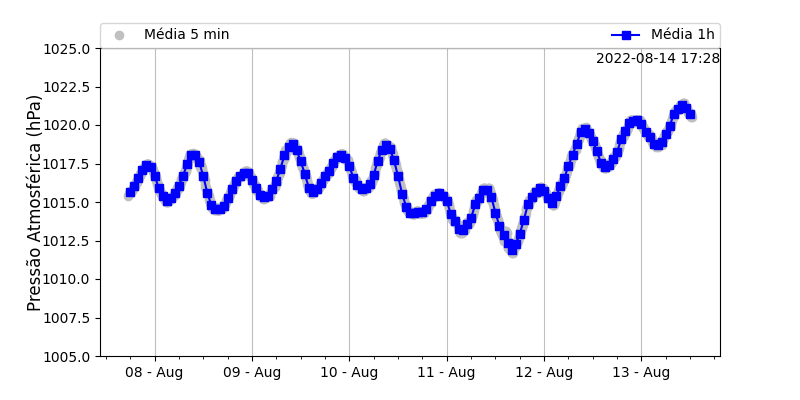 Média 5 min
Média 1h
2022-08-14 17:28
Pressão Atmosférica (hPa)
1025.0
1022.5
1020.0
1017.5
1015.0
1012.5
1010.0
1007.5
1005.0
08 - Aug
09 - Aug
10 - Aug
11 - Aug
12 - Aug
13 - Aug